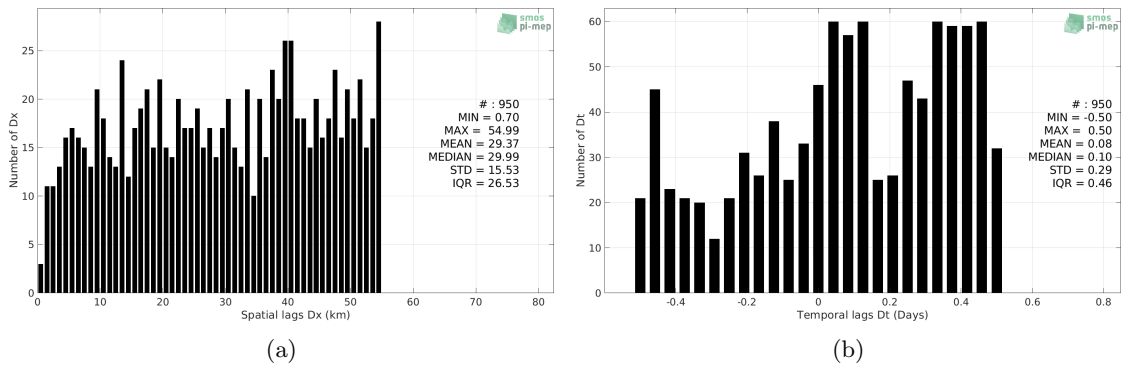 smos
pi-mep
25
20
15
10
5
0
Number of Dx
# : 950
MIN = 0.70
MAX = 54.99
MEAN = 29.37
MEDIAN = 29.99
STD = 15.53
IQR = 26.53
0 10 20 30 40 50 60 70 80
Spatial lags Dx (km)
(a)
smos
pi-mep
60
50
40
30
20
10
0
Number of Dt
# : 950
MIN = -0.50
MAX = 0.50
MEAN = 0.08
MEDIAN = 0.10
STD = 0.29
IQR = 0.46
-0.4 -0.2 0 0.2 0.4 0.6 0.8
Temporal lags Dt (Days)
(b)